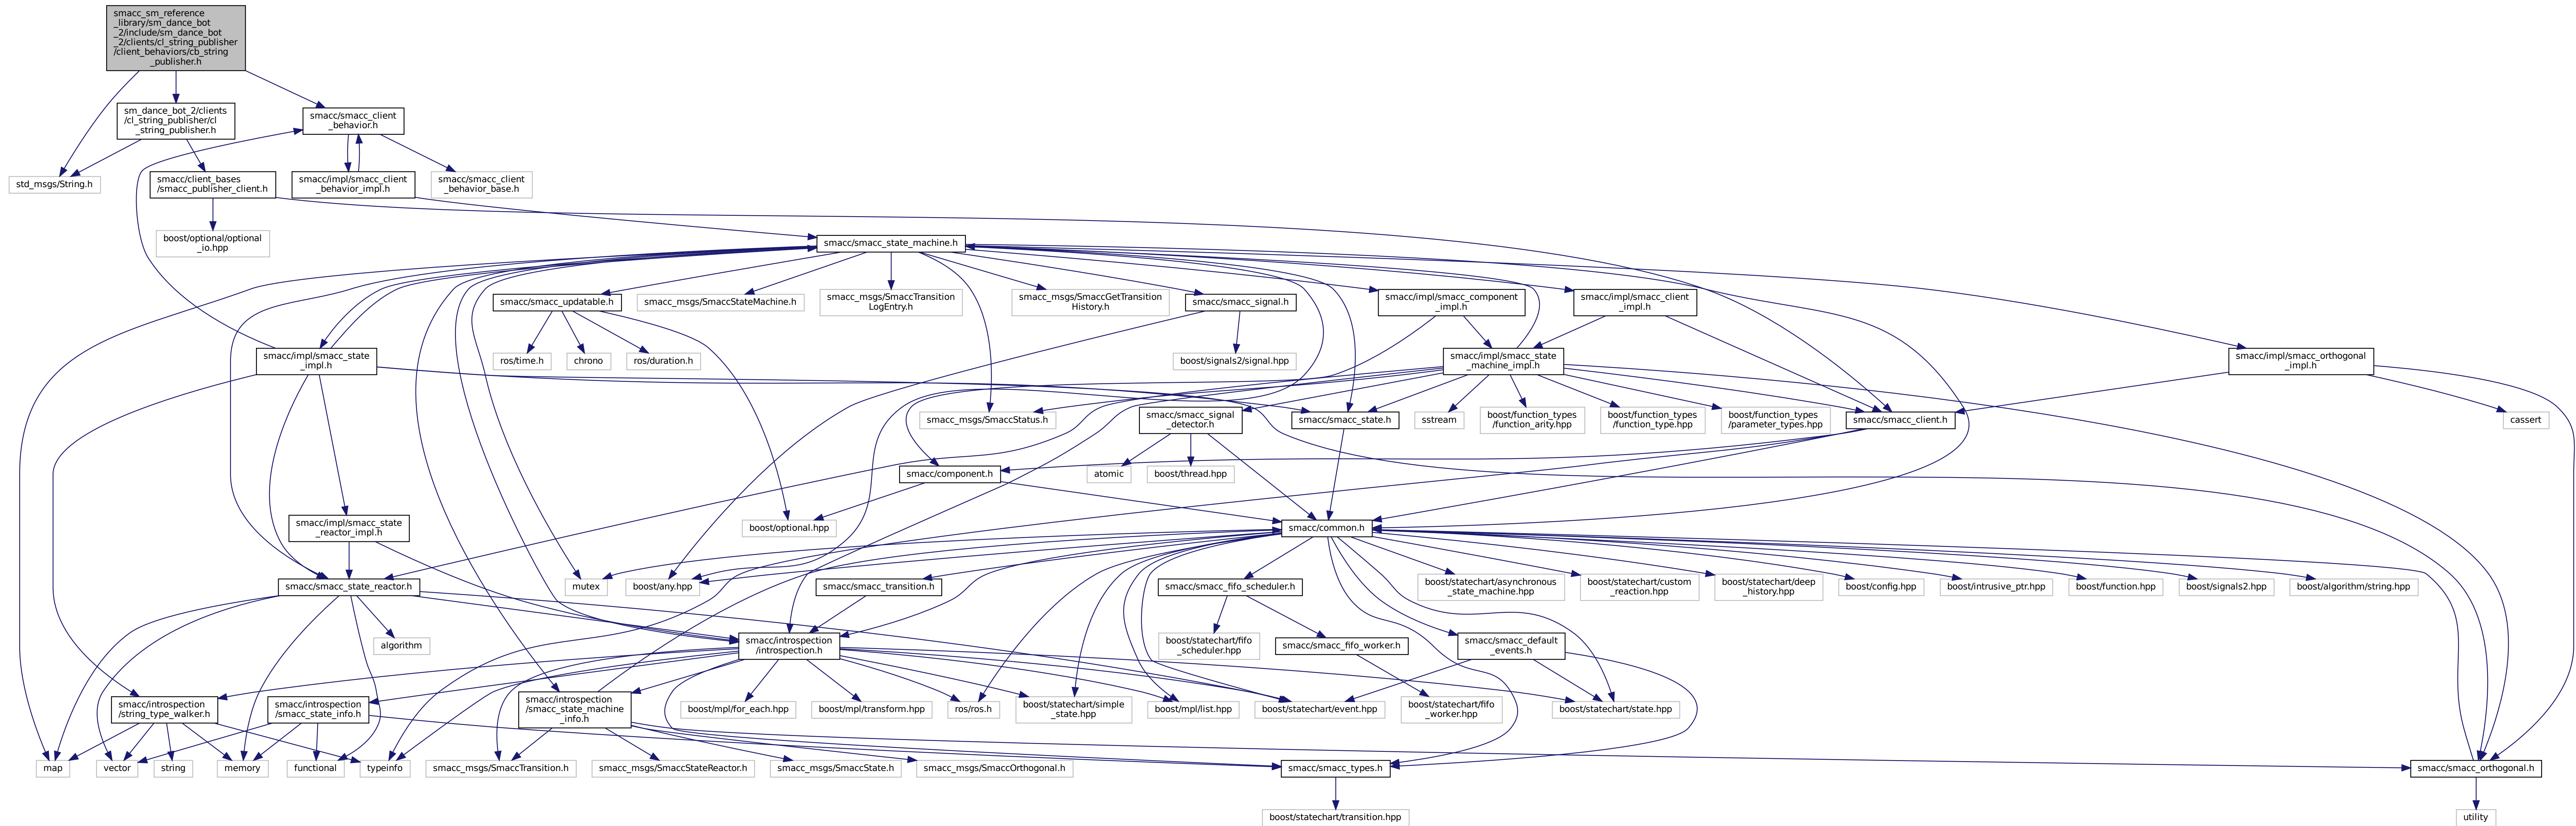 smacc_sm_reference
_library/sm_dance_bot
_2/include/sm_dance_bot
_2/clients/cl_string_publisher
/client_behaviors/cb_string
_publisher.h
sm_dance_bot_2/clients
/cl_string_publisher/cl
_string_publisher.h
smacc/smacc_client
_behavior.h
std_msgs/String.h
smacc/client_bases
/smacc_publisher_client.h
smacc/impl/smacc_client
_behavior_impl.h
smacc/smacc_client
_behavior_base.h
boost/optional/optional
_io.hpp
smacc/smacc_state_machine.h
smacc/smacc_updatable.h
smacc_msgs/SmaccStateMachine.h
smacc_msgs/SmaccTransition
LogEntry.h
smacc_msgs/SmaccGetTransition
History.h
smacc/smacc_signal.h
smacc/impl/smacc_component
_impl.h
smacc/impl/smacc_client
_impl.h
smacc/impl/smacc_state
_impl.h
ros/time.h
chrono
ros/duration.h
boost/signals2/signal.hpp
smacc/impl/smacc_state
_machine_impl.h
smacc/impl/smacc_orthogonal
_impl.h
smacc_msgs/SmaccStatus.h
smacc/smacc_signal
_detector.h
smacc/smacc_state.h
sstream
boost/function_types
/function_arity.hpp
boost/function_types
/function_type.hpp
boost/function_types
/parameter_types.hpp
smacc/smacc_client.h
cassert
smacc/component.h
atomic
boost/thread.hpp
smacc/impl/smacc_state
_reactor_impl.h
boost/optional.hpp
smacc/common.h
smacc/smacc_state_reactor.h
mutex
boost/any.hpp
smacc/smacc_transition.h
smacc/smacc_fifo_scheduler.h
boost/statechart/asynchronous
_state_machine.hpp
boost/statechart/custom
_reaction.hpp
boost/statechart/deep
_history.hpp
boost/config.hpp
boost/intrusive_ptr.hpp
boost/function.hpp
boost/signals2.hpp
boost/algorithm/string.hpp
algorithm
smacc/introspection
/introspection.h
boost/statechart/fifo
_scheduler.hpp
smacc/smacc_fifo_worker.h
smacc/smacc_default
_events.h
smacc/introspection
/string_type_walker.h
smacc/introspection
/smacc_state_info.h
smacc/introspection
/smacc_state_machine
_info.h
boost/mpl/for_each.hpp
boost/mpl/transform.hpp
ros/ros.h
boost/statechart/simple
_state.hpp
boost/mpl/list.hpp
boost/statechart/event.hpp
boost/statechart/fifo
_worker.hpp
boost/statechart/state.hpp
map
vector
string
memory
functional
typeinfo
smacc_msgs/SmaccTransition.h
smacc_msgs/SmaccStateReactor.h
smacc_msgs/SmaccState.h
smacc_msgs/SmaccOrthogonal.h
smacc/smacc_types.h
smacc/smacc_orthogonal.h
boost/statechart/transition.hpp
utility